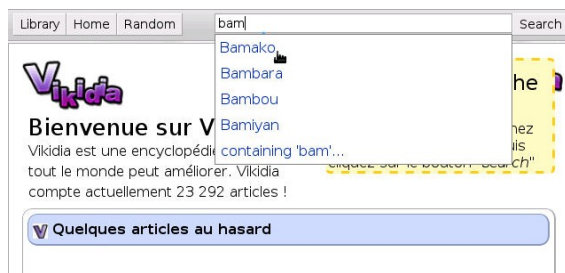 Library Home Random bam Search
Bamako
Bambara
Bambou
Bamiyan
containing 'bam'...
Vikidia
he
Bienvenue sur V
nez
Vikidia est une encyclopédi
uis
tout le monde peut améliorer. Vikidia
cliquez sur le bouton "Search"
compte actuellement 23 292 articles !
V Quelques articles au hasard